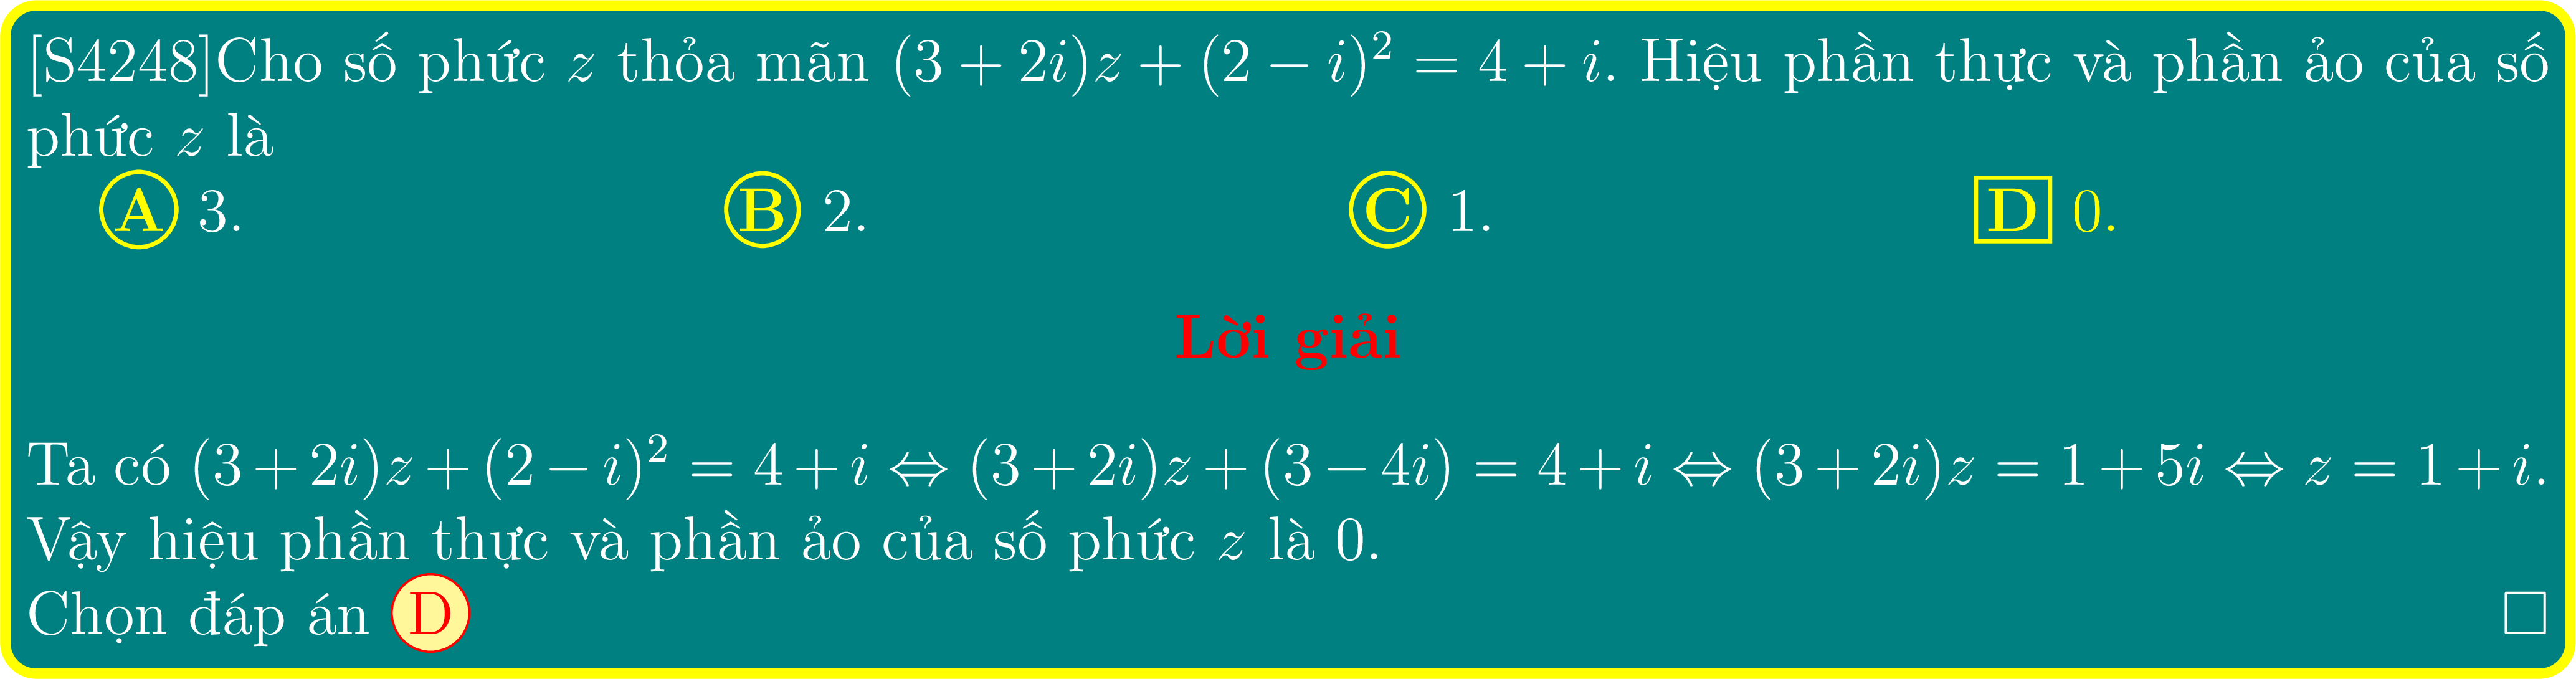 [S4248]Cho số phức z thỏa mãn (3 + 2i)z + (2 − i)² = 4 + i. Hiệu phần thực và phần ảo của số
phức z là
A 3. B 2. C 1. D 0.
Lời giải
Ta có (3 + 2i)z + (2 − i)² = 4 + i ⇔ (3 + 2i)z + (3 − 4i) = 4 + i ⇔ (3 + 2i)z = 1 + 5i ⇔ z = 1 + i.
Vậy hiệu phần thực và phần ảo của số phức z là 0.
Chọn đáp án D □